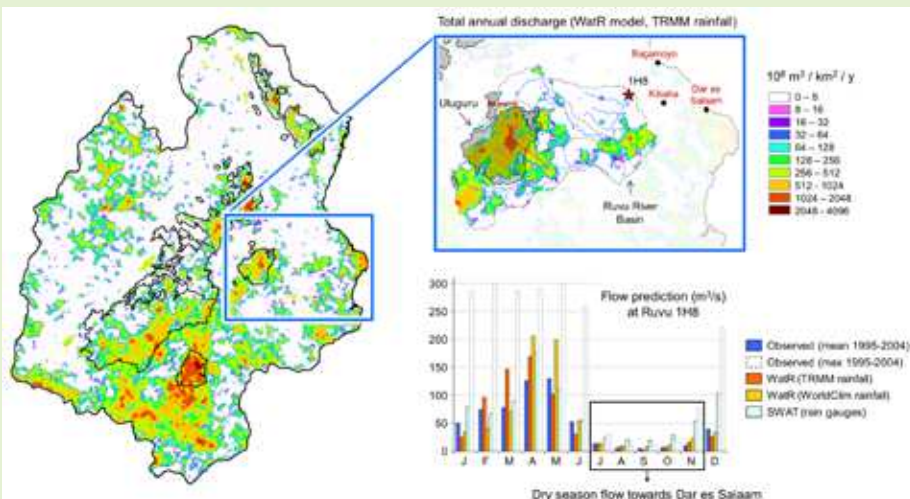 Total annual discharge (WatR model, TRMM rainfall)
Bagamoyo
1H8
Kibaha
Dar es
Salaam
Uluguru
Ruvu River
Basin
10⁶ m³ / km² / y
0 – 8
8 – 16
16 – 32
32 – 64
64 – 128
128 – 256
256 – 512
512 - 1024
1024 – 2048
2048 - 4096
Flow prediction (m³/s)
at Ruvu 1H8
300
250
200
150
100
50
0
J F M A M J J A S O N D
Observed (mean 1995-2004)
Observed (max 1995-2004)
WatR (TRMM rainfall)
WatR (WorldClim rainfall)
SWAT (rain gauges)
Dry season flow towards Dar es Salaam